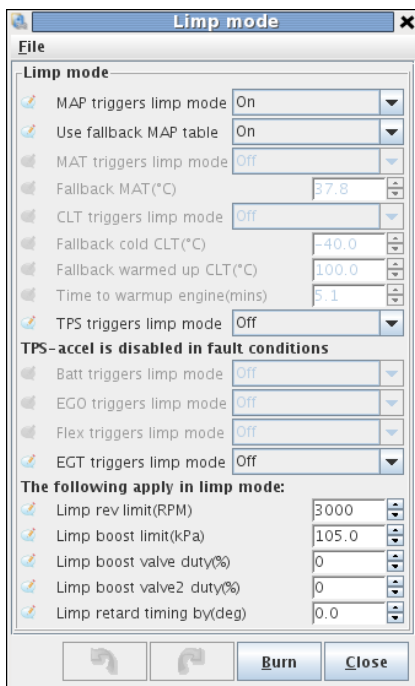 Limp mode
File
Limp mode
MAP triggers limp mode On
Use fallback MAP table On
MAT triggers limp mode Off
Fallback MAT(°C) 37.8
CLT triggers limp mode Off
Fallback cold CLT(°C) -40.0
Fallback warmed up CLT(°C) 100.0
Time to warmup engine(mins) 5.1
TPS triggers limp mode Off
TPS-accel is disabled in fault conditions
Batt triggers limp mode Off
EGO triggers limp mode Off
Flex triggers limp mode Off
EGT triggers limp mode Off
The following apply in limp mode:
Limp rev limit(RPM) 3000
Limp boost limit(kPa) 105.0
Limp boost valve duty(%) 0
Limp boost valve2 duty(%) 0
Limp retard timing by(deg) 0.0
Burn Close